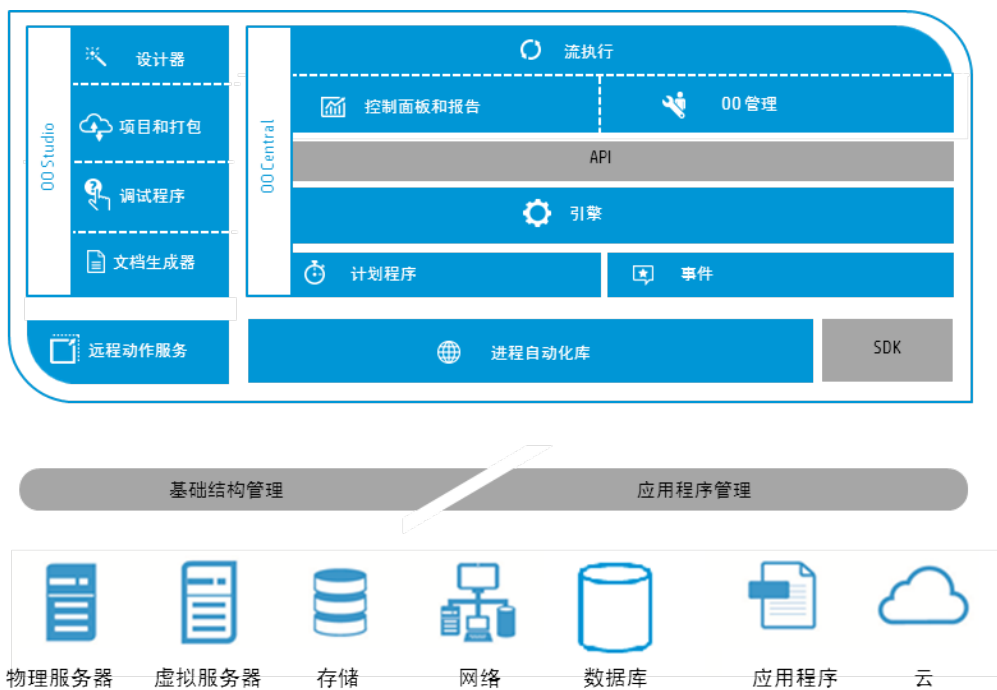 OO Studio
设计器
项目和打包
调试程序
文档生成器
OO Central
流执行
控制面板和报告
OO 管理
API
引擎
计划程序
事件
远程动作服务
进程自动化库
SDK
基础结构管理
应用程序管理
物理服务器
虚拟服务器
存储
网络
数据库
应用程序
云